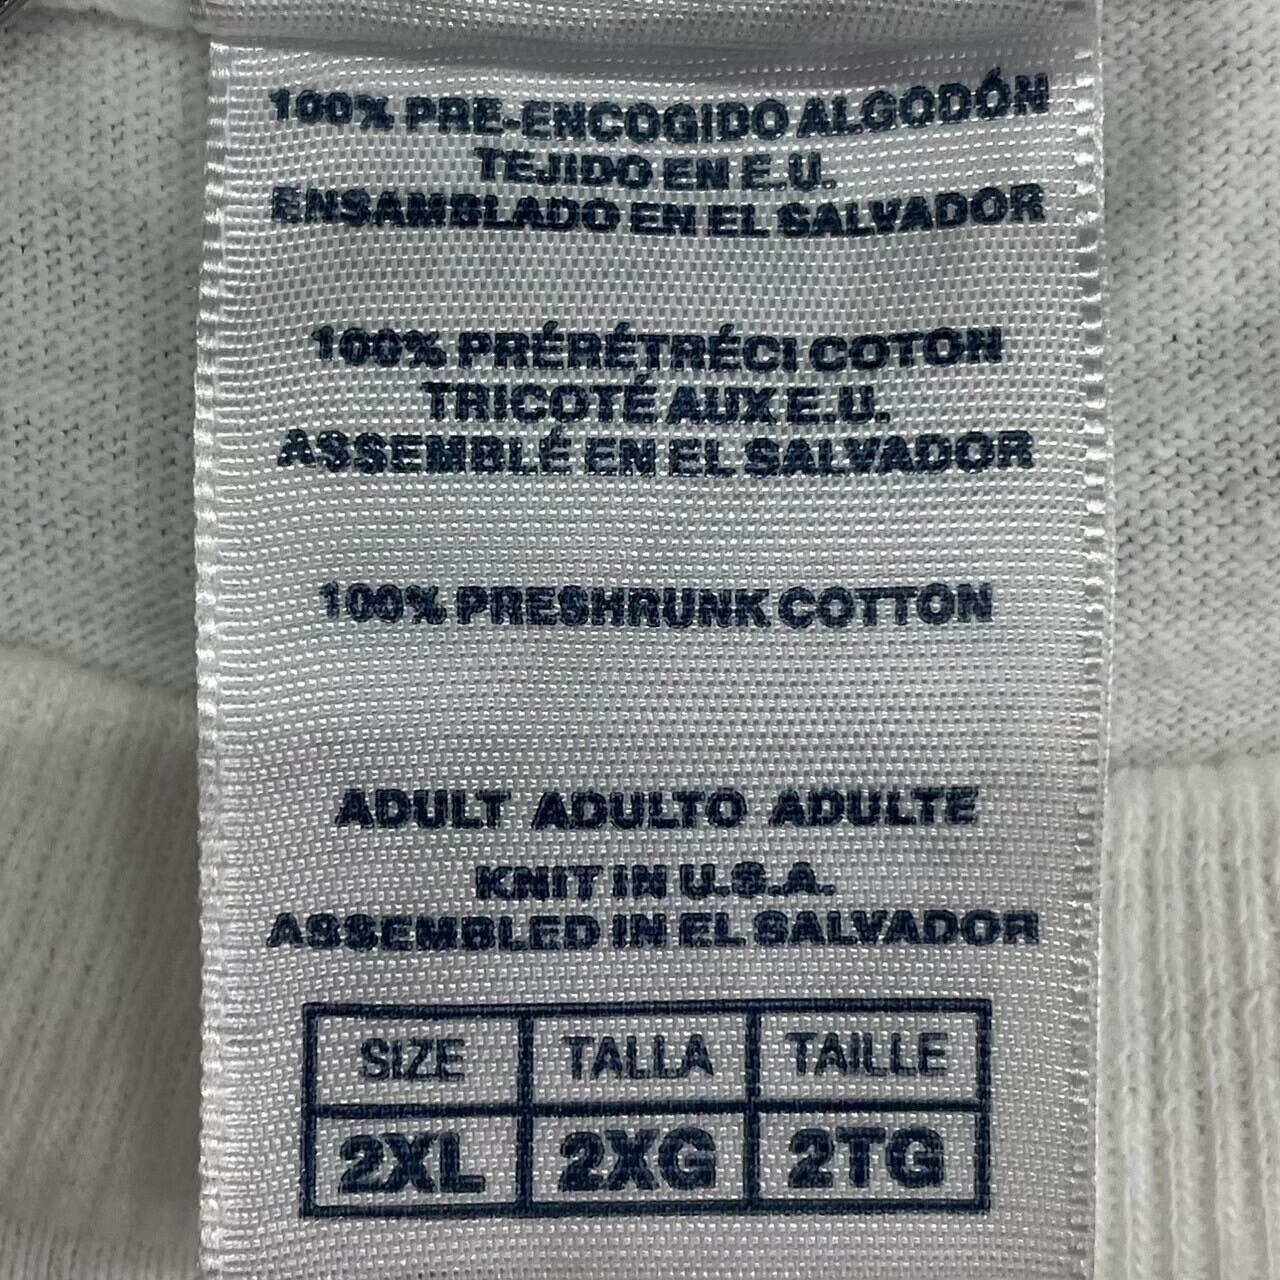 100% PRE-ENCOGIDO ALGODÓN
TEJIDO EN E.U.
ENSAMBLADO EN EL SALVADOR
100% PRÉRÉTRÉCI COTON
TRICOTÉ AUX E.U.
ASSEMBLÉ EN EL SALVADOR
100% PRESHRUNK COTTON
ADULT ADULTO ADULTE
KNIT IN U.S.A.
ASSEMBLED IN EL SALVADOR
SIZE TALLA TAILLE
2XL 2XG 2TG